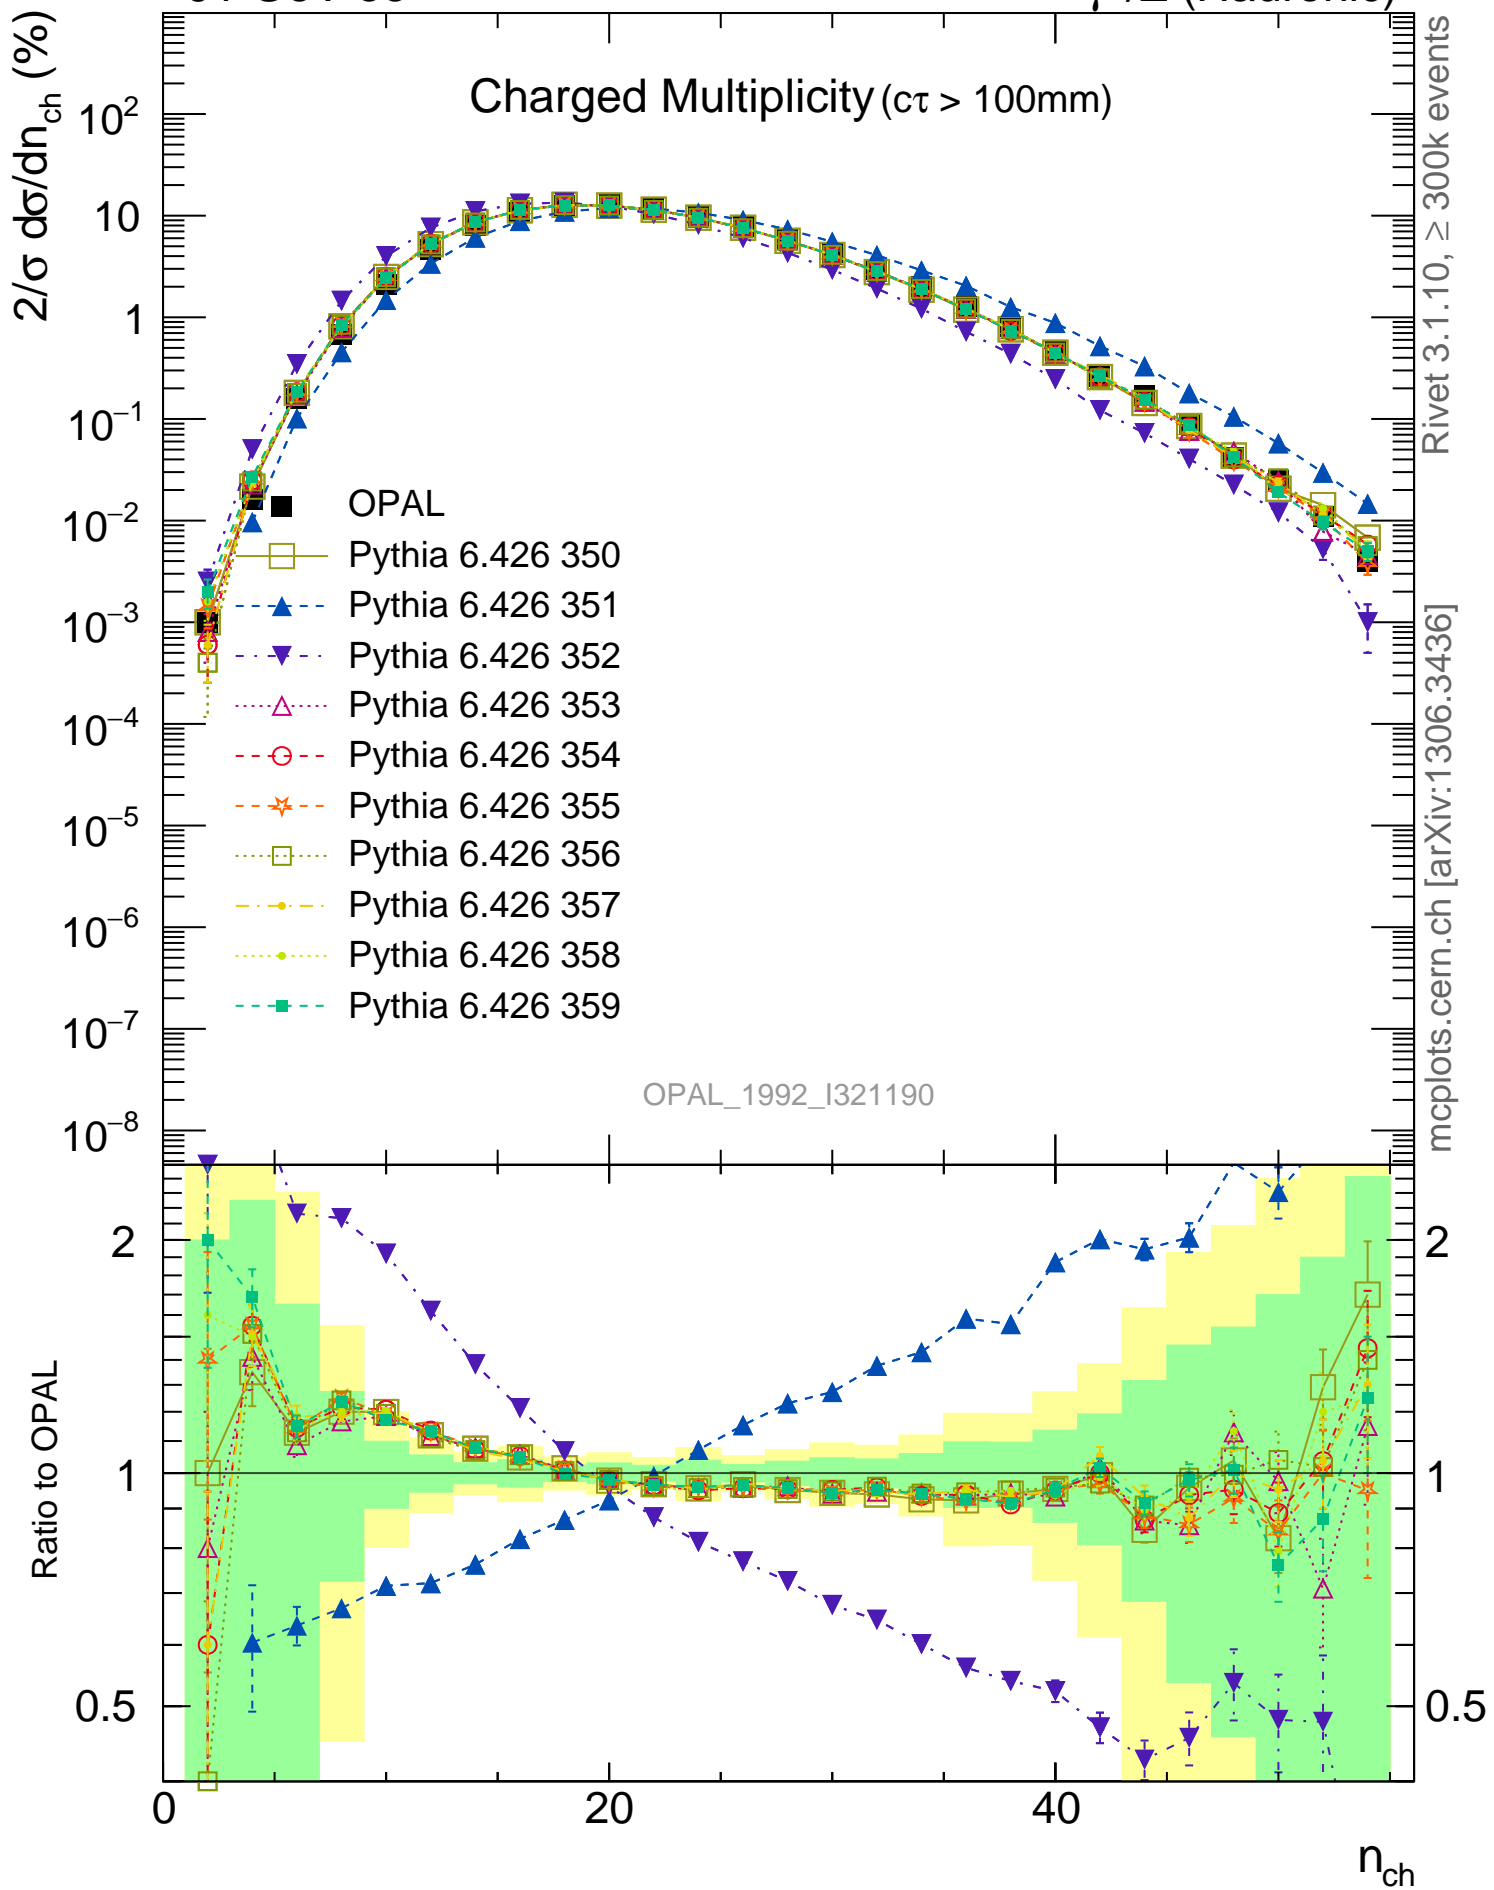 2/σ dσ/dn_ch (%)
Charged Multiplicity (cτ > 100mm)
10²
10
1
10⁻¹
10⁻²
10⁻³
10⁻⁴
10⁻⁵
10⁻⁶
10⁻⁷
10⁻⁸
OPAL
Pythia 6.426 350
Pythia 6.426 351
Pythia 6.426 352
Pythia 6.426 353
Pythia 6.426 354
Pythia 6.426 355
Pythia 6.426 356
Pythia 6.426 357
Pythia 6.426 358
Pythia 6.426 359
OPAL_1992_I321190
Rivet 3.1.10, ≥ 300k events
mcplots.cern.ch [arXiv:1306.3436]
Ratio to OPAL
2
1
0.5
2
1
0.5
0
20
40
n_ch